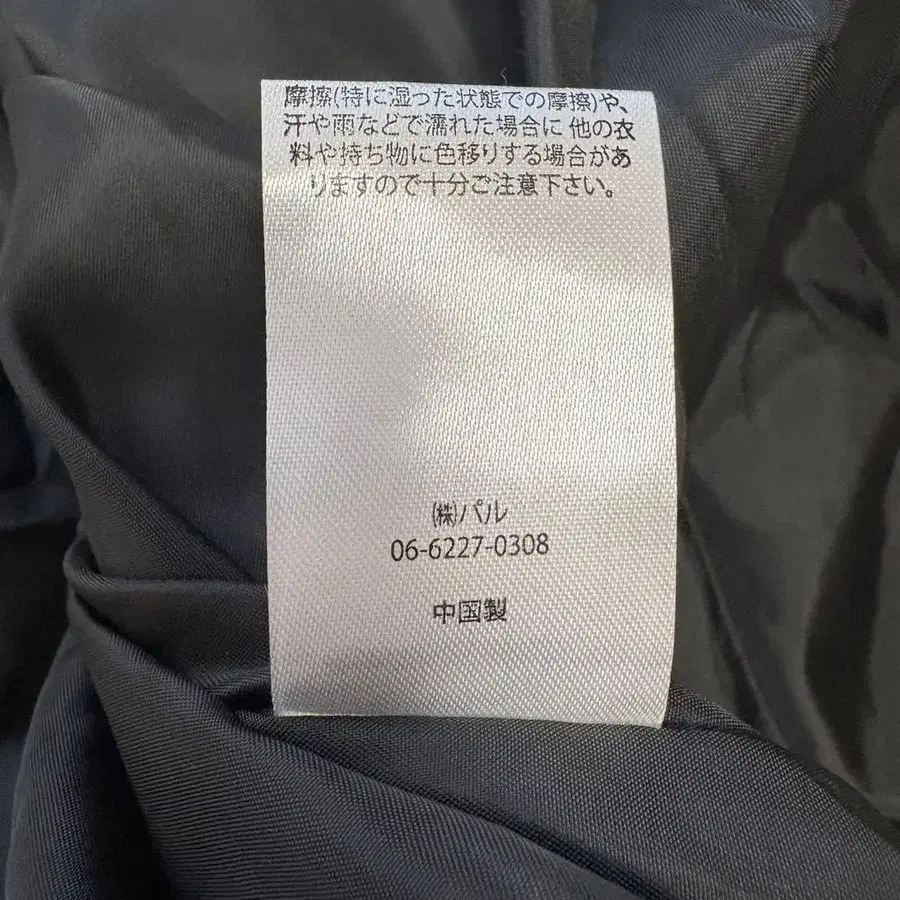 摩擦(特に湿った状態での摩擦)や、
汗や雨などで濡れた場合に 他の衣
料や持ち物に色移りする場合があ
りますので十分ご注意下さい。
㈱パル
06-6227-0308
中国製